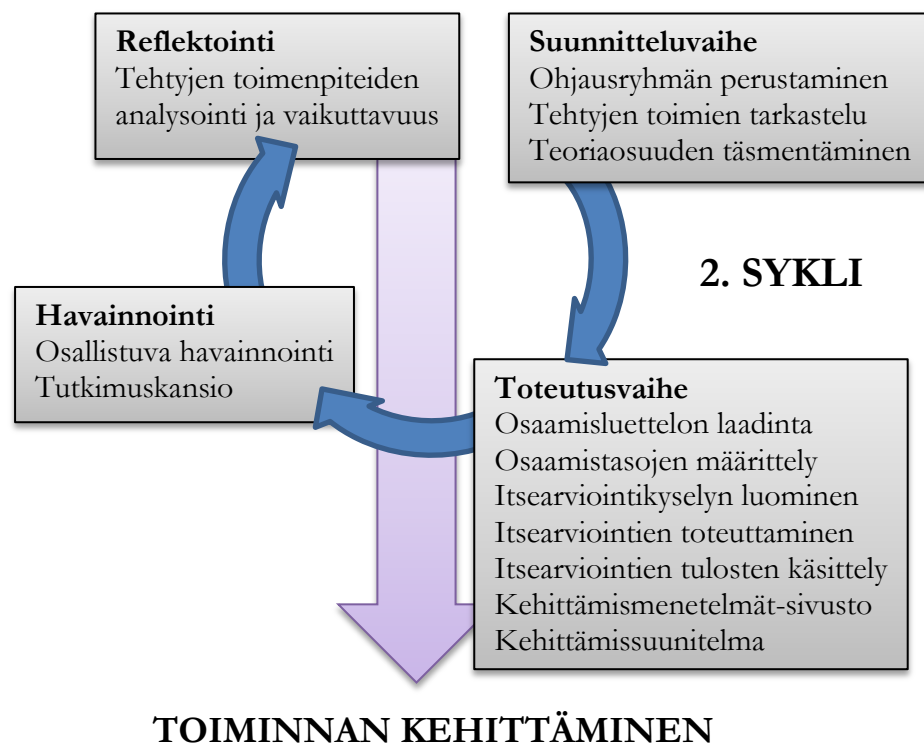 Reflektointi
Tehtyjen toimenpiteiden
analysointi ja vaikuttavuus
Suunnitteluvaihe
Ohjausryhmän perustaminen
Tehtyjen toimien tarkastelu
Teoriaosuuden täsmentäminen
2. SYKLI
Havainnointi
Osallistuva havainnointi
Tutkimuskansio
Toteutusvaihe
Osaamisluettelon laadinta
Osaamistasojen määrittely
Itsearviointikyselyn luominen
Itsearviointien toteuttaminen
Itsearviointien tulosten käsittely
Kehittämismenetelmät-sivusto
Kehittämissuunitelma
TOIMINNAN KEHITTÄMINEN